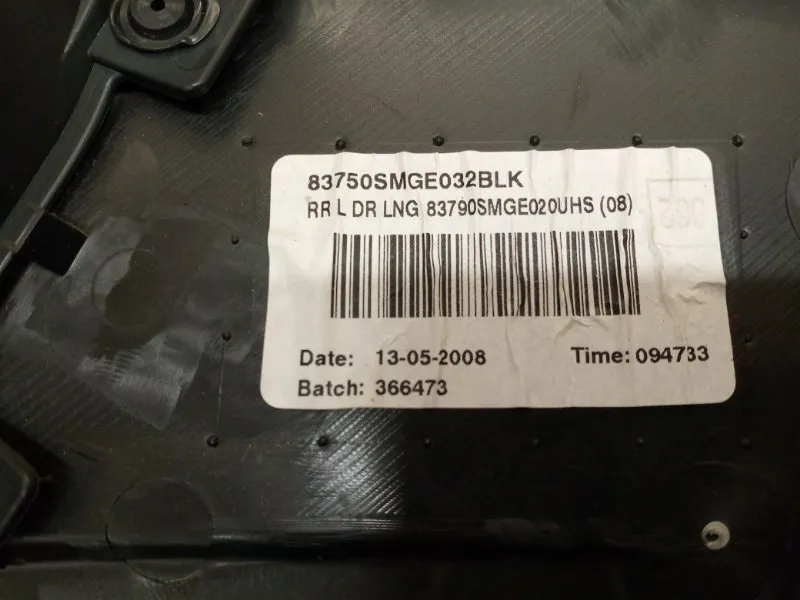 83750SMGE032BLK
RR L DR LNG 83790SMGE020UHS (08)
Date: 13-05-2008 Time: 094733
Batch: 366473